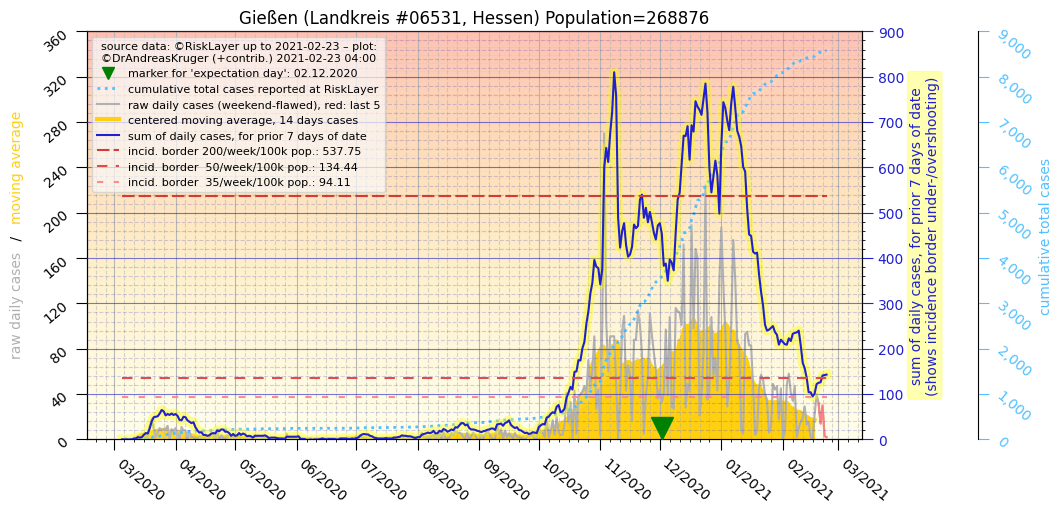 Gießen (Landkreis #06531, Hessen) Population=268876
source data: ©RiskLayer up to 2021-02-23 – plot:
©DrAndreasKruger (+contrib.) 2021-02-23 04:00
marker for 'expectation day': 02.12.2020
cumulative total cases reported at RiskLayer
raw daily cases (weekend-flawed), red: last 5
centered moving average, 14 days cases
sum of daily cases, for prior 7 days of date
incid. border 200/week/100k pop.: 537.75
incid. border  50/week/100k pop.: 134.44
incid. border  35/week/100k pop.: 94.11
raw daily cases  /  moving average
360
320
280
240
200
160
120
80
40
0
03/2020
04/2020
05/2020
06/2020
07/2020
08/2020
09/2020
10/2020
11/2020
12/2020
01/2021
02/2021
03/2021
900
800
700
600
500
400
300
200
100
0
sum of daily cases, for prior 7 days of date
(shows incidence border under-/overshooting)
9,000
8,000
7,000
6,000
5,000
4,000
3,000
2,000
1,000
0
cumulative total cases